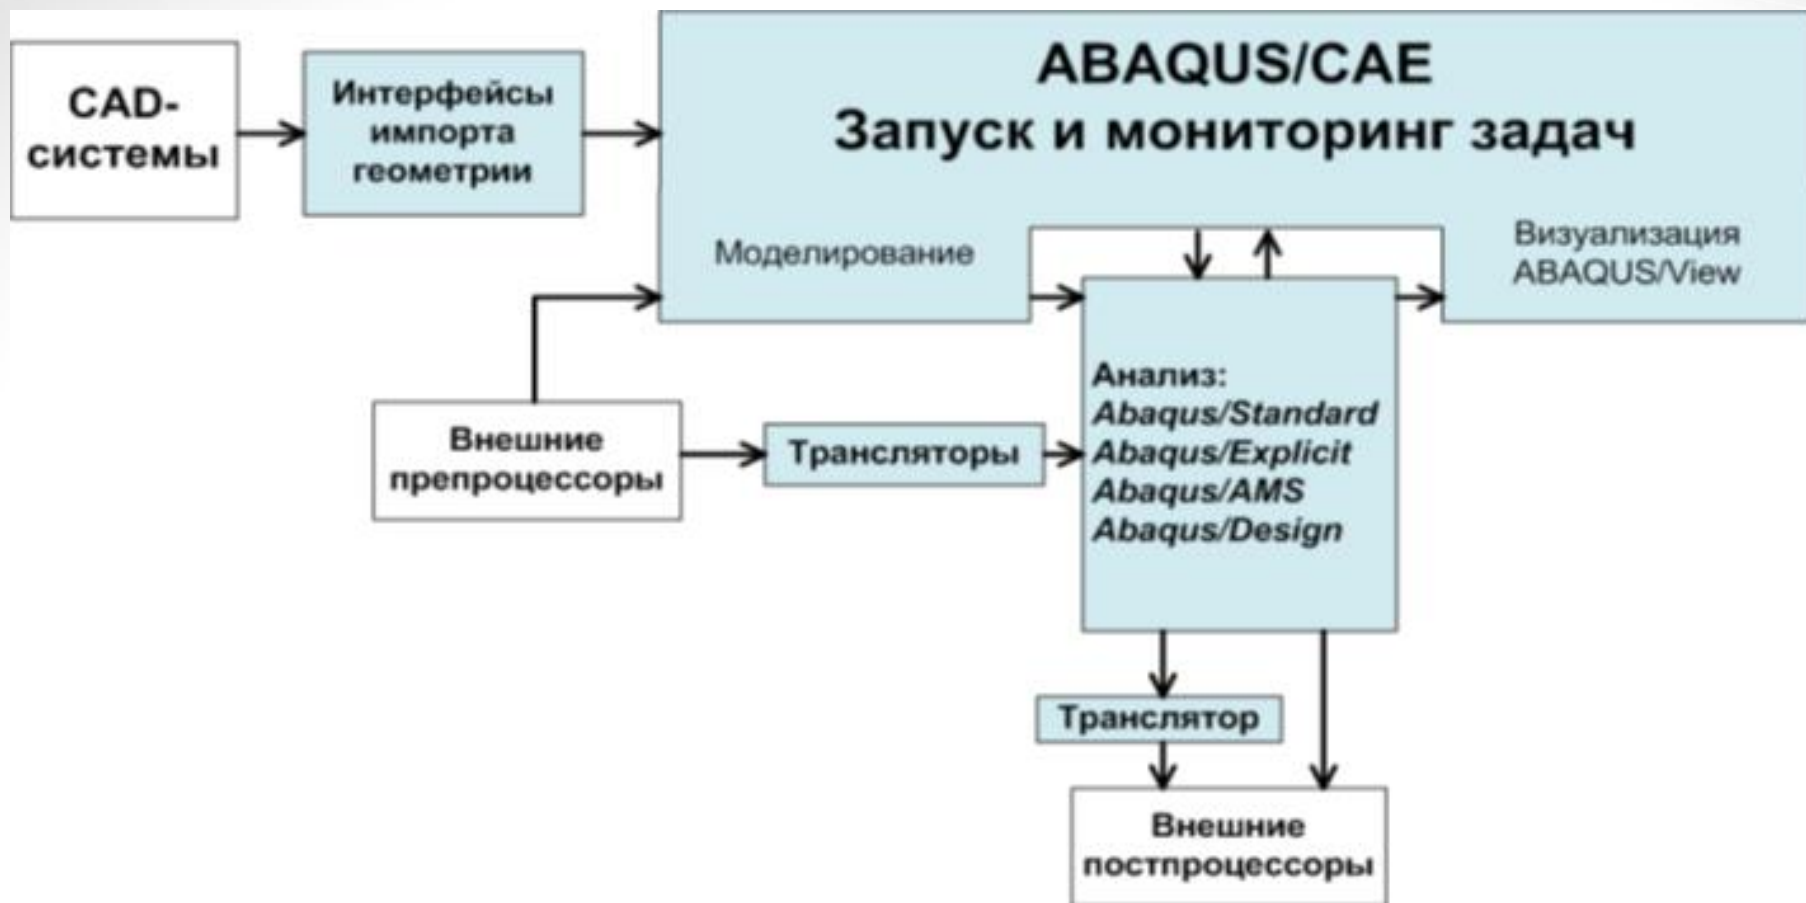 CAD-
системы
Интерфейсы
импорта
геометрии
ABAQUS/CAE
Запуск и мониторинг задач
Моделирование
Визуализация
ABAQUS/View
Внешние
препроцессоры
Трансляторы
Анализ:
Abaqus/Standard
Abaqus/Explicit
Abaqus/AMS
Abaqus/Design
Транслятор
Внешние
постпроцессоры